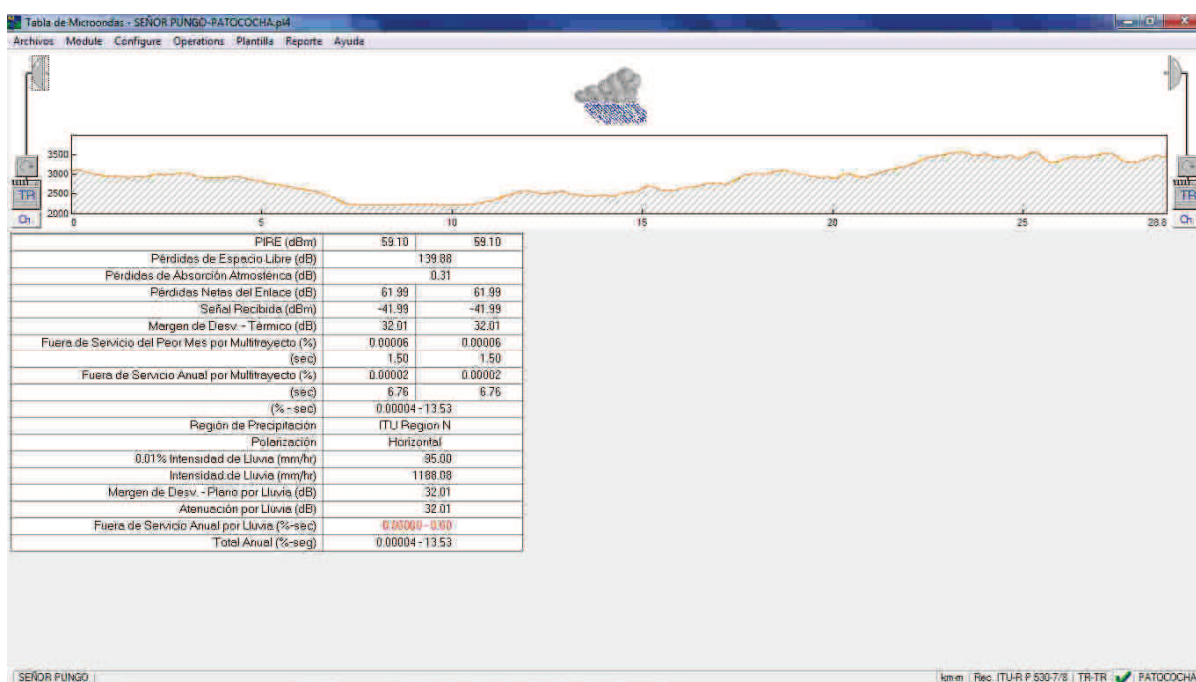 Tabla de Microondas - SEÑOR PUNGO-PATOCOCHA.pl4
Archivos Module Configure Operations Plantilla Reporte Ayuda
3500
3000
2500
2000
0 5 10 15 20 25 28.8
TR
Ch
TR
Ch
PIRE (dBm) 59.10 59.10
Pérdidas de Espacio Libre (dB) 139.88
Pérdidas de Absorción Atmosférica (dB) 0.31
Pérdidas Netas del Enlace (dB) 61.99 61.99
Señal Recibida (dBm) -41.99 -41.99
Margen de Desv. - Térmico (dB) 32.01 32.01
Fuera de Servicio del Peor Mes por Multitrayecto (%) 0.00006 0.00006
(sec) 1.50 1.50
Fuera de Servicio Anual por Multitrayecto (%) 0.00002 0.00002
(sec) 6.76 6.76
(% - sec) 0.00004 - 13.53
Región de Precipitación ITU Region N
Polarización Horizontal
0.01% Intensidad de Lluvia (mm/hr) 95.00
Intensidad de Lluvia (mm/hr) 1188.08
Margen de Desv. - Plano por Lluvia (dB) 32.01
Atenuación por Lluvia (dB) 32.01
Fuera de Servicio Anual por Lluvia (%-sec) 0.00000 - 0.00
Total Anual (%-seg) 0.00004 - 13.53
SEÑOR PUNGO km-m Rec. ITU-R P.530-7/8 TR-TR PATOCOCHA